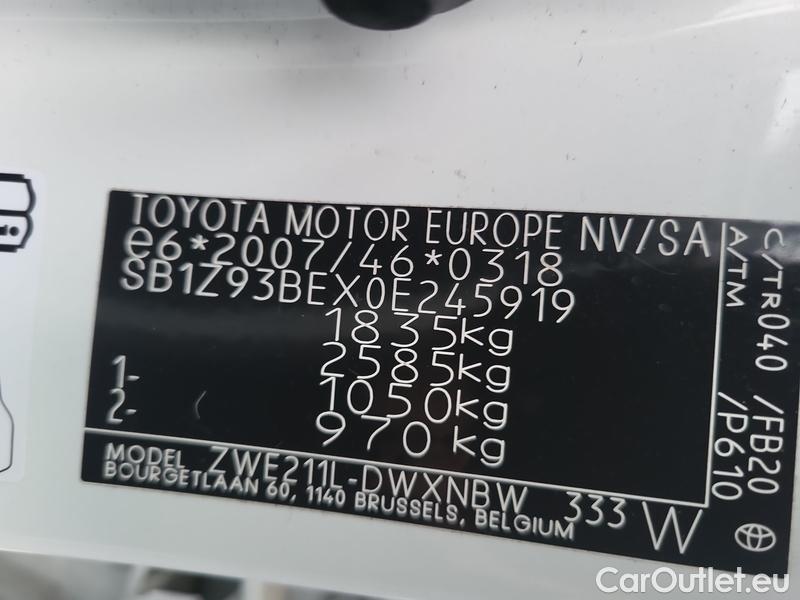 TOYOTA MOTOR EUROPE NV/SA
e6*2007/46*0318
SB1Z93BEX0E245919
1835kg
2585kg
1- 1050kg
2- 970 kg
MODEL ZWE211L-DWXNBW 333 W
BOURGETLAAN 60, 1140 BRUSSELS, BELGIUM
C/TR040 /FB20
A/TM /P610
CarOutlet.eu